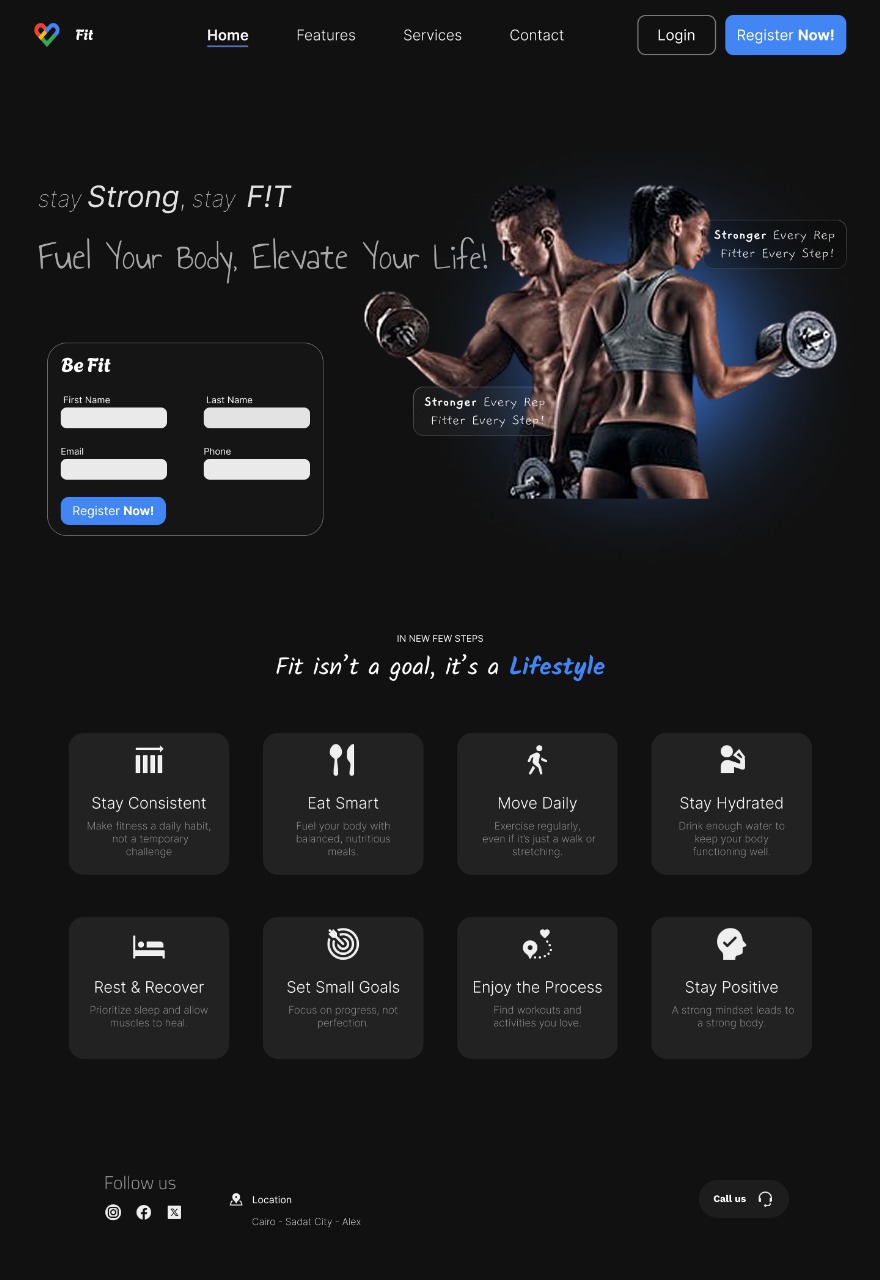 Fit
Home
Features
Services
Contact
Login
Register Now!
stay Strong, stay F!T
Fuel Your Body, Elevate Your Life!
Stronger Every Rep
Fitter Every Step!
Stronger Every Rep
Fitter Every Step!
Be Fit
First Name
Last Name
Email
Phone
Register Now!
IN NEW FEW STEPS
Fit isn't a goal, it's a Lifestyle
Stay Consistent
Make fitness a daily habit,
not a temporary
challenge
Eat Smart
Fuel your body with
balanced, nutritious
meals.
Move Daily
Exercise regularly,
even if it's just a walk or
stretching.
Stay Hydrated
Drink enough water to
keep your body
functioning well.
Rest & Recover
Prioritize sleep and allow
muscles to heal.
Set Small Goals
Focus on progress, not
perfection.
Enjoy the Process
Find workouts and
activities you love.
Stay Positive
A strong mindset leads to
a strong body.
Follow us
Location
Cairo - Sadat City - Alex
Call us